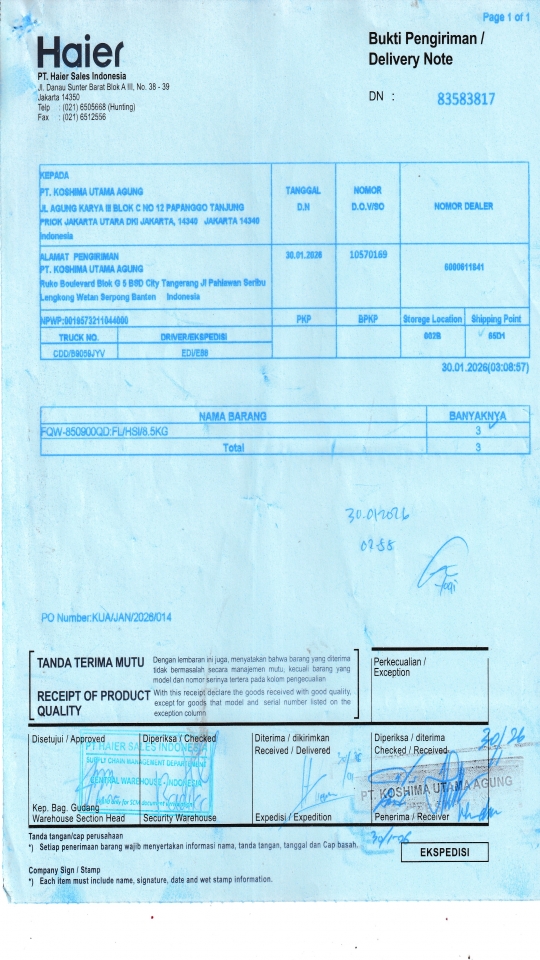 Page 1 of 1
Haier
PT. Haier Sales Indonesia
Jl. Danau Sunter Barat Blok A III, No. 38 - 39
Jakarta 14350
Telp : (021) 6505668 (Hunting)
Fax : (021) 6512556
Bukti Pengiriman /
Delivery Note
DN : 83583817
KEPADA
PT. KOSHIMA UTAMA AGUNG
JL AGUNG KARYA III BLOK C NO 12 PAPANGGO TANJUNG
PRIOK JAKARTA UTARA DKI JAKARTA, 14340 JAKARTA 14340
Indonesia
TANGGAL
D.N
NOMOR
D.O.V/SO
NOMOR DEALER
ALAMAT PENGIRIMAN
PT. KOSHIMA UTAMA AGUNG
Ruko Boulevard Blok G 5 BSD City Tangerang Jl Pahlawan Seribu
Lengkong Wetan Serpong Banten Indonesia
30.01.2026
10570169
6000611841
NPWP:0019573211044000
PKP
BPKP
Storege Location
Shipping Point
TRUCK NO.
DRIVER/EKSPEDISI
002B
65D1
CDD/B9059JYV
EDI/E88
30.01.2026(03:08:57)
NAMA BARANG
BANYAKNYA
FQW-850900QD:FL/HSI/8.5KG
3
Total
3
30.01.2026
02:55
Yogi
PO Number:KUA/JAN/2026/014
TANDA TERIMA MUTU
Dengan lembaran ini juga, menyatakan bahwa barang yang diterima
tidak bermasalah secara manajemen mutu, kecuali barang yang
model dan nomor serinya tertera pada kolom pengecualian
RECEIPT OF PRODUCT
QUALITY
With this receipt declare the goods received with good quality,
except for goods that model and serial number listed on the
exception column
Perkecualian /
Exception
Disetujui / Approved
Diperiksa / Checked
Diterima / dikirimkan
Received / Delivered
Diperiksa / diterima
Checked / Received
30/26
PT HAIER SALES INDONESIA
SUPPLY CHAIN MANAGEMENT DEPARTMENT
CENTRAL WAREHOUSE - INDONESIA
PT. KOSHIMA UTAMA AGUNG
Kep. Bag. Gudang
Warehouse Section Head
Security Warehouse
Expedisi / Expedition
Penerima / Receiver
Tanda tangan/cap perusahaan
*) Setiap penerimaan barang wajib menyertakan informasi nama, tanda tangan, tanggal dan Cap basah.
EKSPEDISI
Company Sign / Stamp
*) Each item must include name, signature, date and wet stamp information.